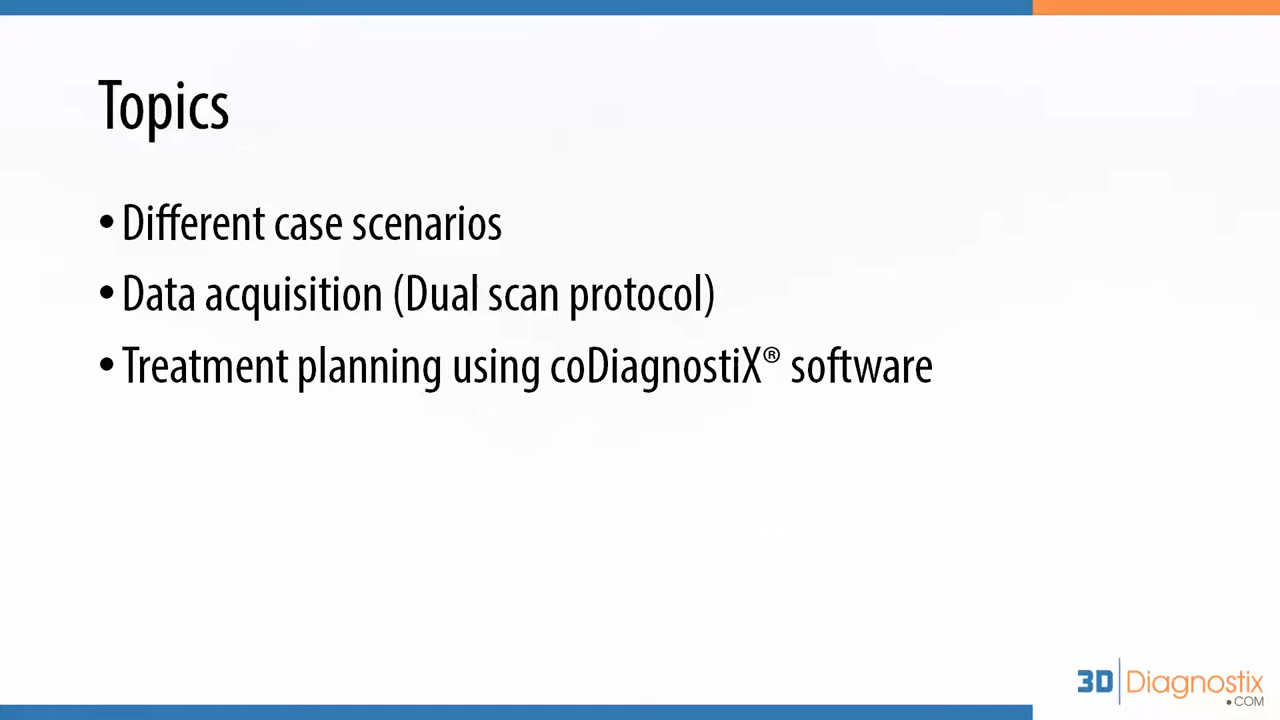 Topics
• Different case scenarios
• Data acquisition (Dual scan protocol)
• Treatment planning using coDiagnostiX® software
3D Diagnostix
.COM